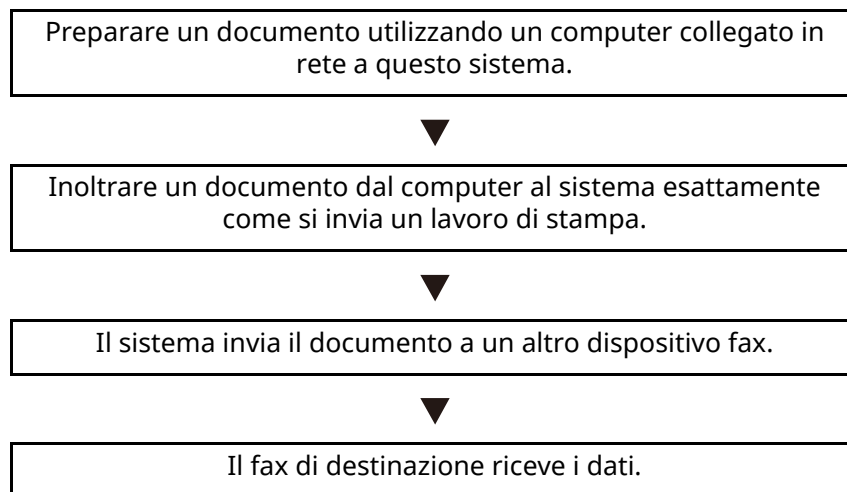 Preparare un documento utilizzando un computer collegato in
rete a questo sistema.
Inoltrare un documento dal computer al sistema esattamente
come si invia un lavoro di stampa.
Il sistema invia il documento a un altro dispositivo fax.
Il fax di destinazione riceve i dati.